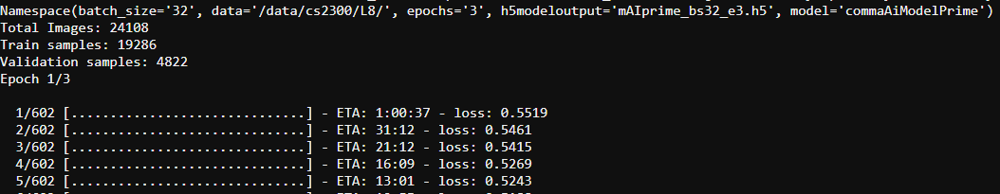 Namespace(batch_size='32', data='/data/cs2300/L8/', epochs='3', h5modeloutput='mAIprime_bs32_e3.h5', model='commaAiModelPrime')
Total Images: 24108
Train samples: 19286
Validation samples: 4822
Epoch 1/3
1/602 [..............................] - ETA: 1:00:37 - loss: 0.5519
2/602 [..............................] - ETA: 31:12 - loss: 0.5461
3/602 [..............................] - ETA: 21:12 - loss: 0.5415
4/602 [..............................] - ETA: 16:09 - loss: 0.5269
5/602 [..............................] - ETA: 13:01 - loss: 0.5243